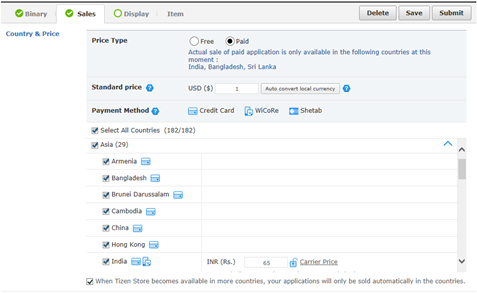 Binary Sales Display Item Delete Save Submit
Country & Price
Price Type Free Paid
Actual sale of paid application is only available in the following countries at this
moment :
India, Bangladesh, Sri Lanka
Standard price ? USD ($) 1 Auto convert local currency ?
Payment Method ? Credit Card WiCoRe Shetab
Select All Countries (182/182)
Asia (29)
Armenia
Bangladesh
Brunei Darussalam
Cambodia
China
Hong Kong
India INR (Rs.) 65 Carrier Price
When Tizen Store becomes available in more countries, your applications will only be sold automatically in the countries.